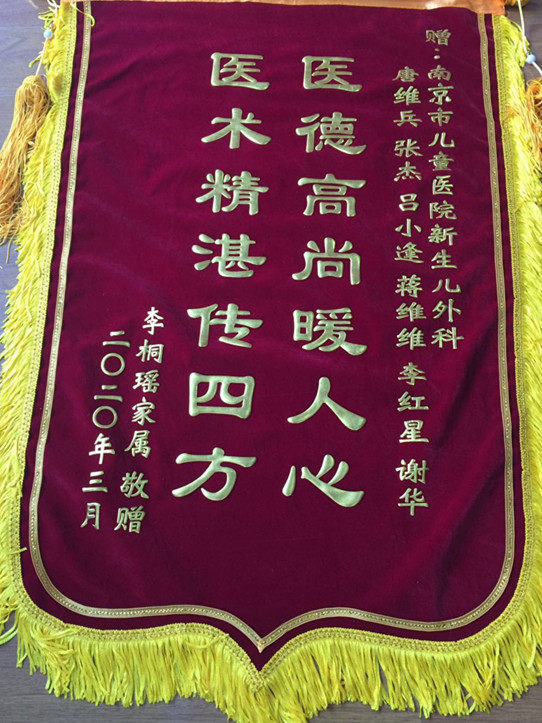 赠：南京市儿童医院新生儿外科
唐维兵 张杰 吕小逢 蒋维维 李红星 谢华
医德高尚暖人心
医术精湛传四方
李桐瑶家属 敬赠
二〇二〇年三月